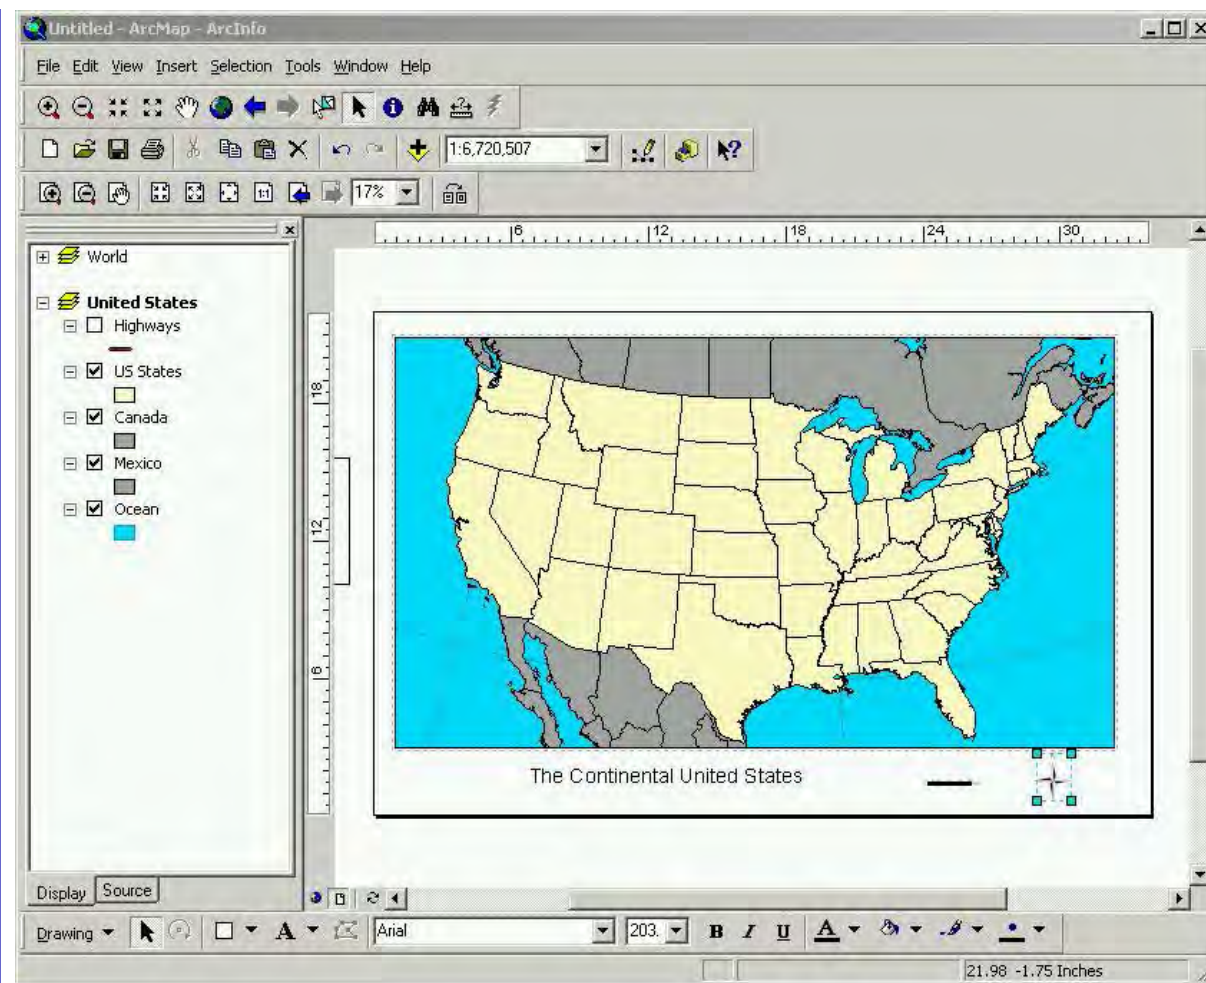 Untitled - ArcMap - ArcInfo
File Edit View Insert Selection Tools Window Help
1:6,720,507
1:1 17%
6 12 18 24 30
World
United States
Highways
US States
Canada
Mexico
Ocean
18
12
6
The Continental United States
Display Source
Drawing A Arial 203. B I U A
21.98 -1.75 Inches